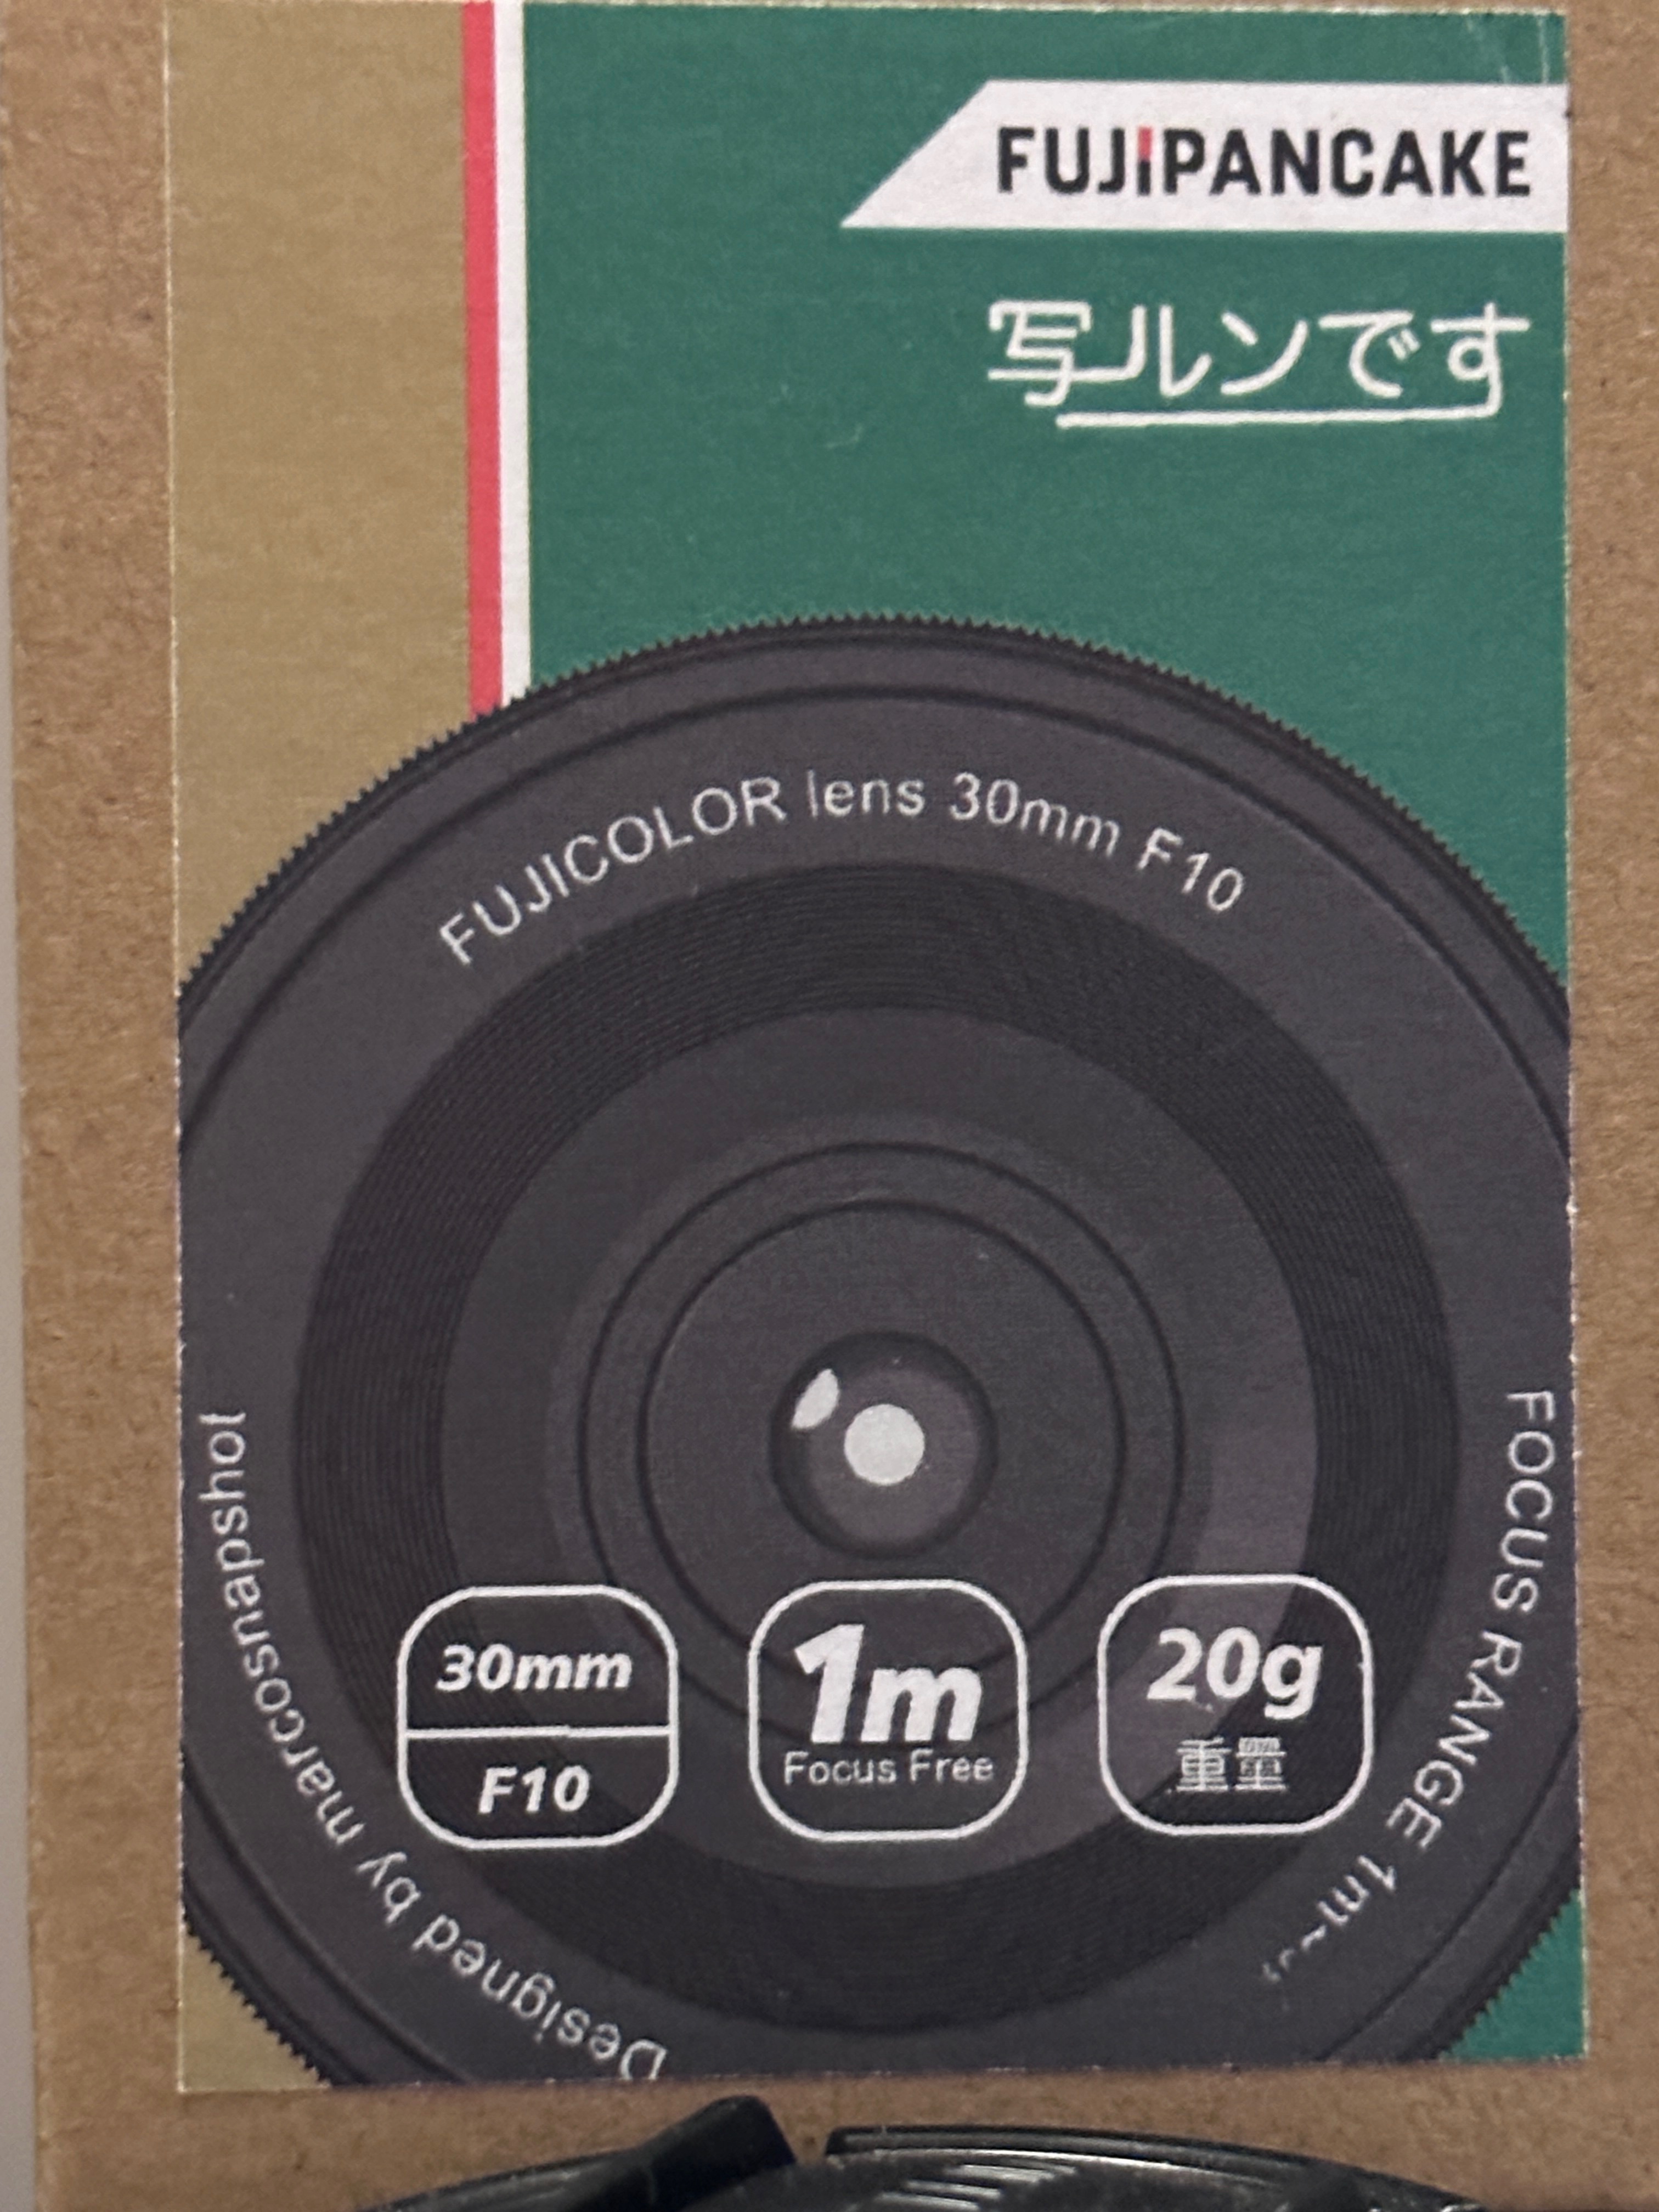 FUJiPANCAKE
写ルンです
FUJICOLOR lens 30mm F10
FOCUS RANGE 1m~
Designed by marcosnapshot
30mm
F10
1m
Focus Free
20g
重量